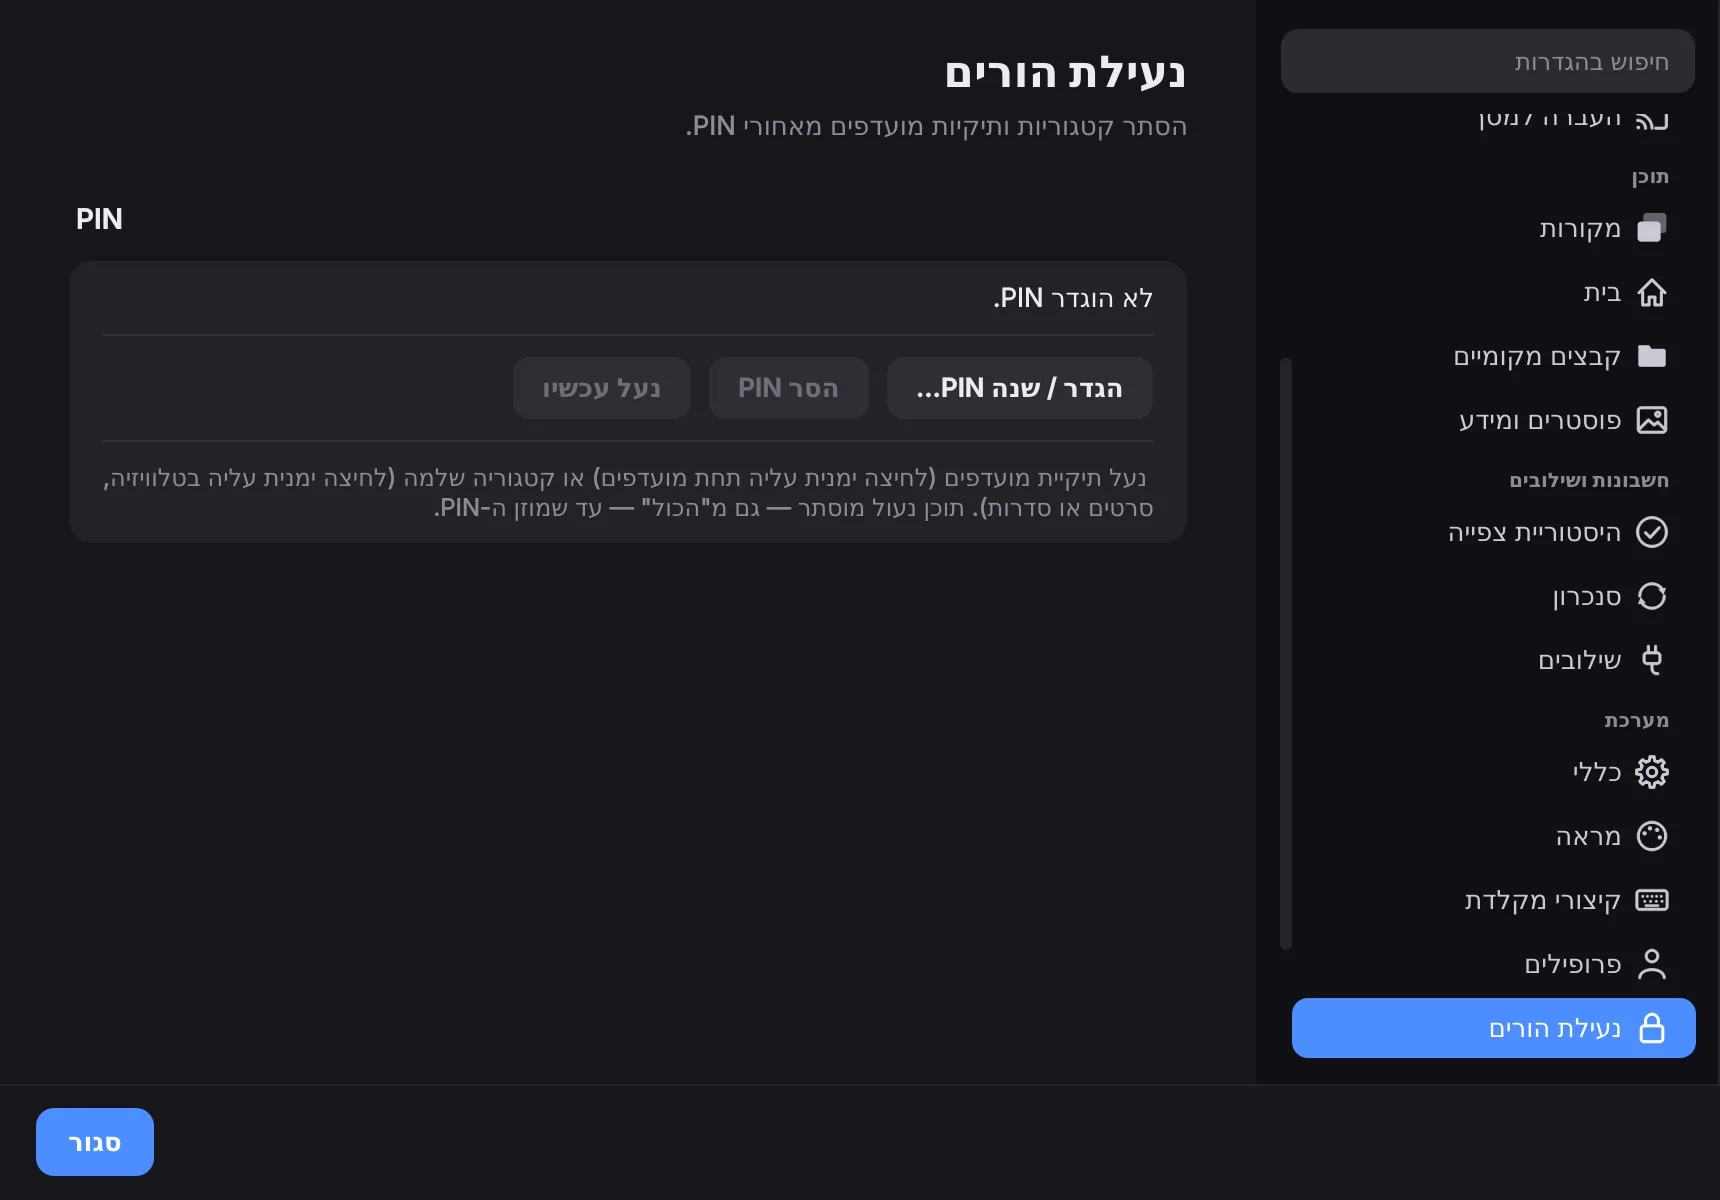 חיפוש בהגדרות
העברה למסך
תוכן
מקורות
בית
קבצים מקומיים
פוסטרים ומידע
חשבונות ושילובים
היסטוריית צפייה
סנכרון
שילובים
מערכת
כללי
מראה
קיצורי מקלדת
פרופילים
נעילת הורים
נעילת הורים
הסתר קטגוריות ותיקיות מועדפים מאחורי PIN.
PIN
לא הוגדר PIN.
הגדר / שנה PIN...
הסר PIN
נעל עכשיו
נעל תיקיית מועדפים (לחיצה ימנית עליה תחת מועדפים) או קטגוריה שלמה (לחיצה ימנית עליה בטלוויזיה,
סרטים או סדרות). תוכן נעול מוסתר — גם מ"הכול" — עד שמוזן ה-PIN.
סגור